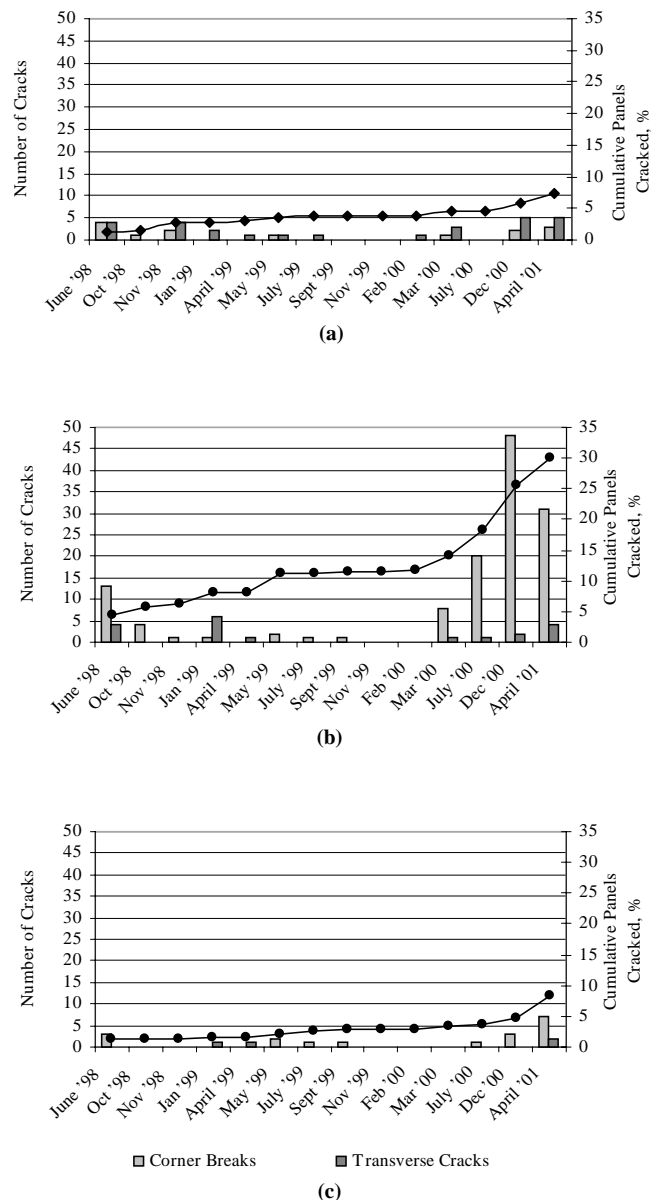 50
45
40
35
30
25
20
15
10
5
0
Number of Cracks
35
30
25
20
15
10
5
0
Cumulative Panels
Cracked, %
June '98
Oct '98
Nov '98
Jan '99
April '99
May '99
July '99
Sept '99
Nov '99
Feb '00
Mar '00
July '00
Dec '00
April '01
(a)
50
45
40
35
30
25
20
15
10
5
0
Number of Cracks
35
30
25
20
15
10
5
0
Cumulative Panels
Cracked, %
June '98
Oct '98
Nov '98
Jan '99
April '99
May '99
July '99
Sept '99
Nov '99
Feb '00
Mar '00
July '00
Dec '00
April '01
(b)
50
45
40
35
30
25
20
15
10
5
0
Number of Cracks
35
30
25
20
15
10
5
0
Cumulative Panels
Cracked, %
June '98
Oct '98
Nov '98
Jan '99
April '99
May '99
July '99
Sept '99
Nov '99
Feb '00
Mar '00
July '00
Dec '00
April '01
Corner Breaks
Transverse Cracks
(c)